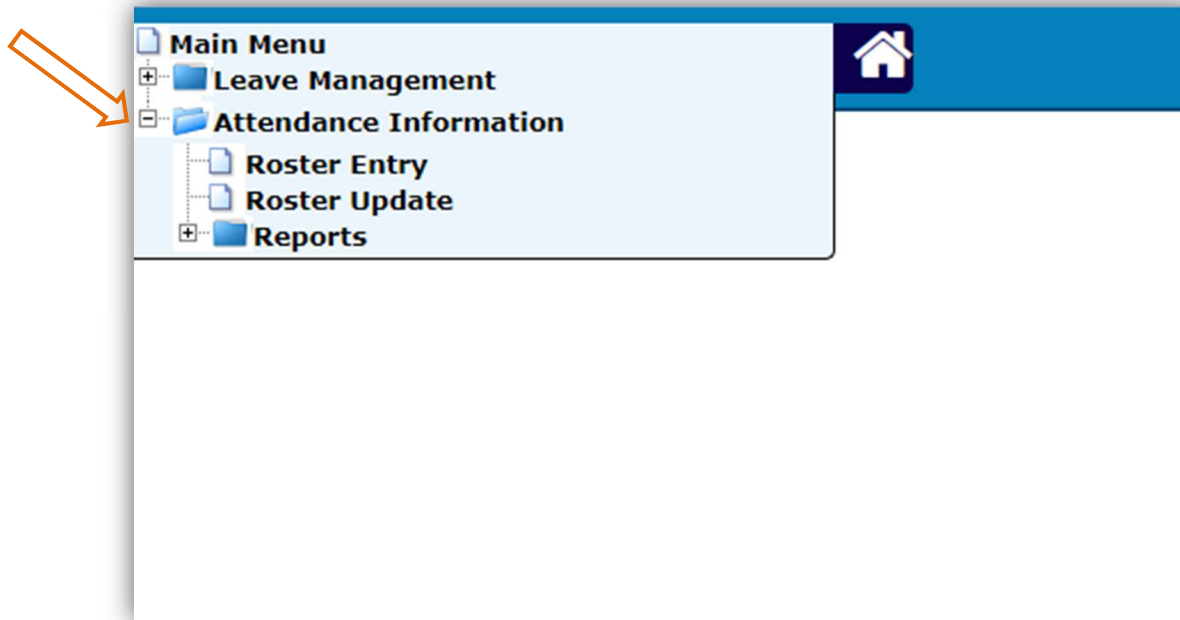 Main Menu
Leave Management
Attendance Information
Roster Entry
Roster Update
Reports